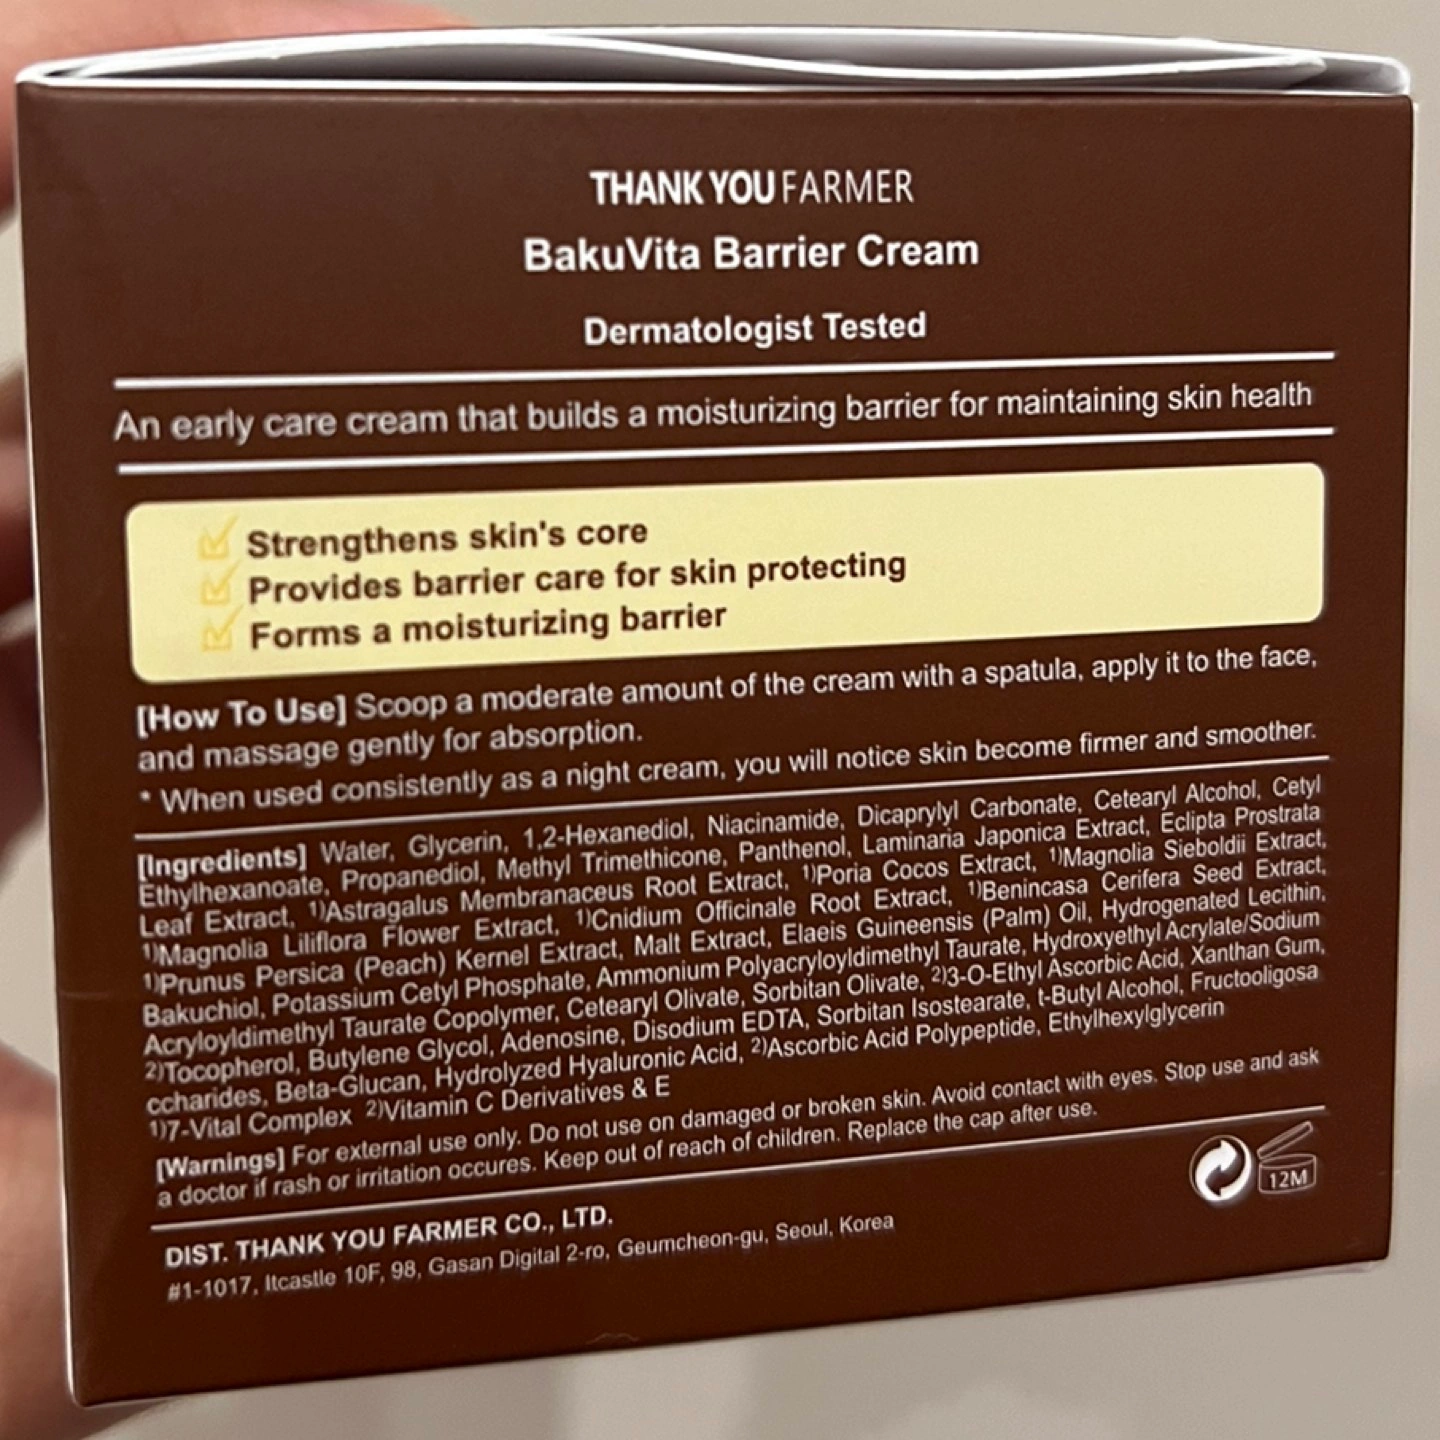 THANK YOU FARMER
BakuVita Barrier Cream
Dermatologist Tested
An early care cream that builds a moisturizing barrier for maintaining skin health
Strengthens skin's core
Provides barrier care for skin protecting
Forms a moisturizing barrier
[How To Use] Scoop a moderate amount of the cream with a spatula, apply it to the face,
and massage gently for absorption.
* When used consistently as a night cream, you will notice skin become firmer and smoother.
[Ingredients] Water, Glycerin, 1,2-Hexanediol, Niacinamide, Dicaprylyl Carbonate, Cetearyl Alcohol, Cetyl
Ethylhexanoate, Propanediol, Methyl Trimethicone, Panthenol, Laminaria Japonica Extract, Eclipta Prostrata
Leaf Extract, 1)Astragalus Membranaceus Root Extract, 1)Poria Cocos Extract, 1)Magnolia Sieboldii Extract,
1)Magnolia Liliflora Flower Extract, 1)Cnidium Officinale Root Extract, 1)Benincasa Cerifera Seed Extract,
1)Prunus Persica (Peach) Kernel Extract, Malt Extract, Elaeis Guineensis (Palm) Oil, Hydrogenated Lecithin,
Bakuchiol, Potassium Cetyl Phosphate, Ammonium Polyacryloyldimethyl Taurate, Hydroxyethyl Acrylate/Sodium
Acryloyldimethyl Taurate Copolymer, Cetearyl Olivate, Sorbitan Olivate, 2)3-O-Ethyl Ascorbic Acid, Xanthan Gum,
2)Tocopherol, Butylene Glycol, Adenosine, Disodium EDTA, Sorbitan Isostearate, t-Butyl Alcohol, Fructooligosa
ccharides, Beta-Glucan, Hydrolyzed Hyaluronic Acid, 2)Ascorbic Acid Polypeptide, Ethylhexylglycerin
1)7-Vital Complex 2)Vitamin C Derivatives & E
[Warnings] For external use only. Do not use on damaged or broken skin. Avoid contact with eyes. Stop use and ask
a doctor if rash or irritation occures. Keep out of reach of children. Replace the cap after use.
12M
DIST. THANK YOU FARMER CO., LTD.
#1-1017, Itcastle 10F, 98, Gasan Digital 2-ro, Geumcheon-gu, Seoul, Korea